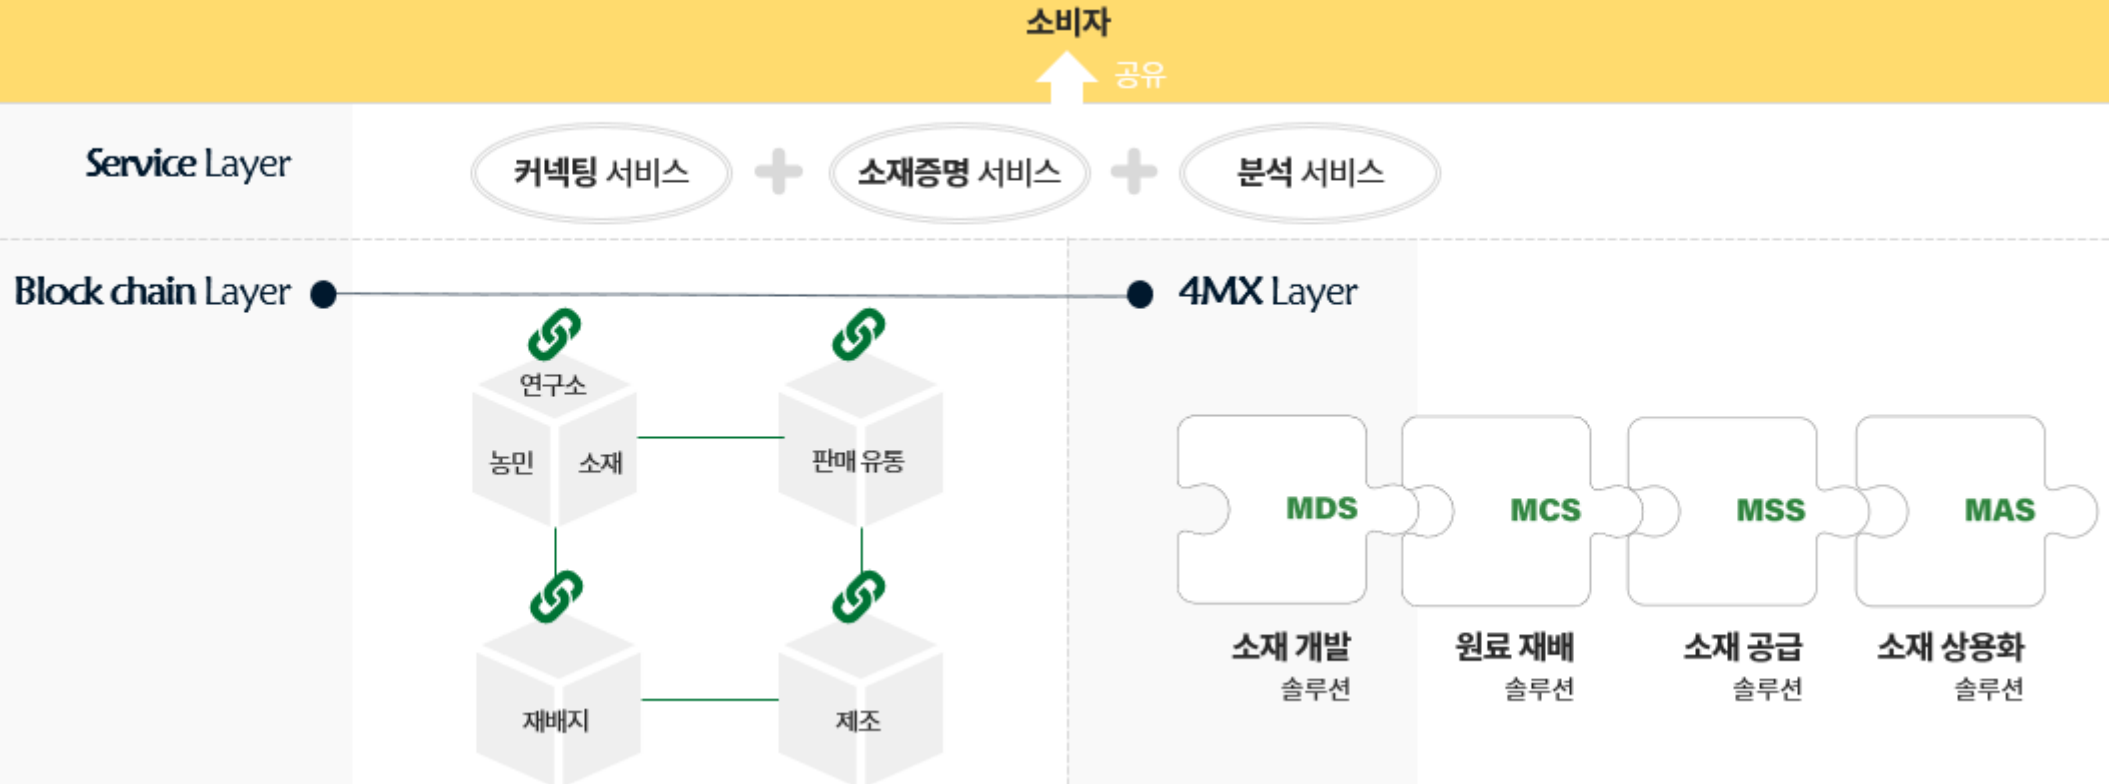 소비자
공유
Service Layer
커넥팅 서비스
소재증명 서비스
분석 서비스
Block chain Layer
4MX Layer
연구소
농민
소재
판매 유통
재배지
제조
MDS
MCS
MSS
MAS
소재 개발
솔루션
원료 재배
솔루션
소재 공급
솔루션
소재 상용화
솔루션